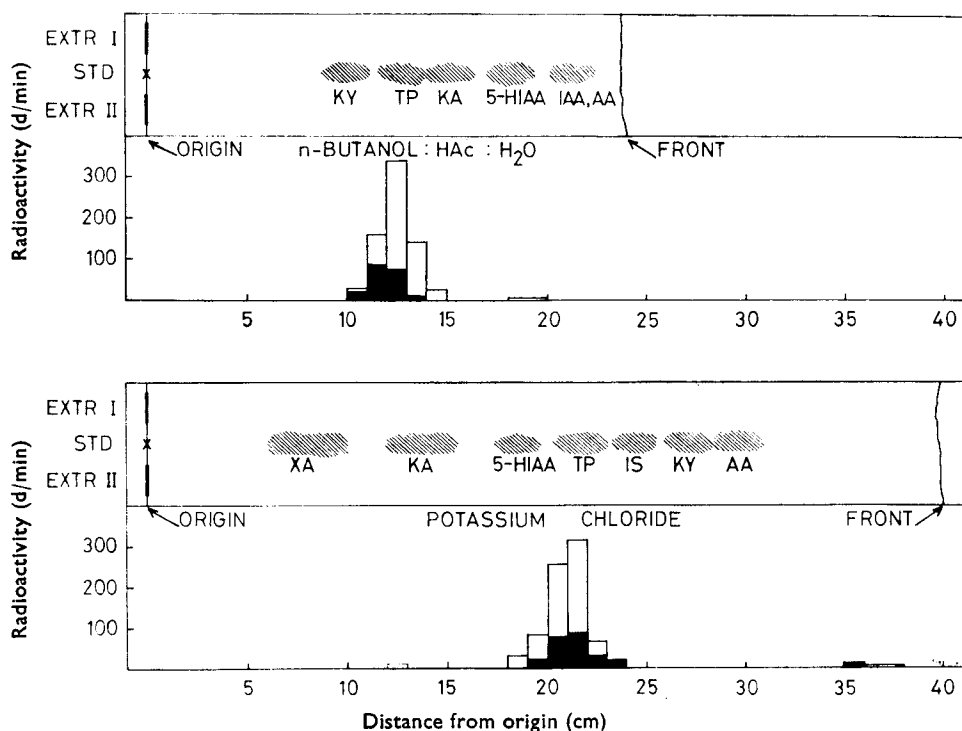 EXTR I
STD
EXTR II
KY TP KA 5-HIAA IAA,AA
ORIGIN n-BUTANOL : HAc : H₂O FRONT
Radioactivity (d/min)
300
200
100
5 10 15 20 25 30 35 40
EXTR I
STD
EXTR II
XA KA 5-HIAA TP IS KY AA
ORIGIN POTASSIUM CHLORIDE FRONT
Radioactivity (d/min)
300
200
100
5 10 15 20 25 30 35 40
Distance from origin (cm)